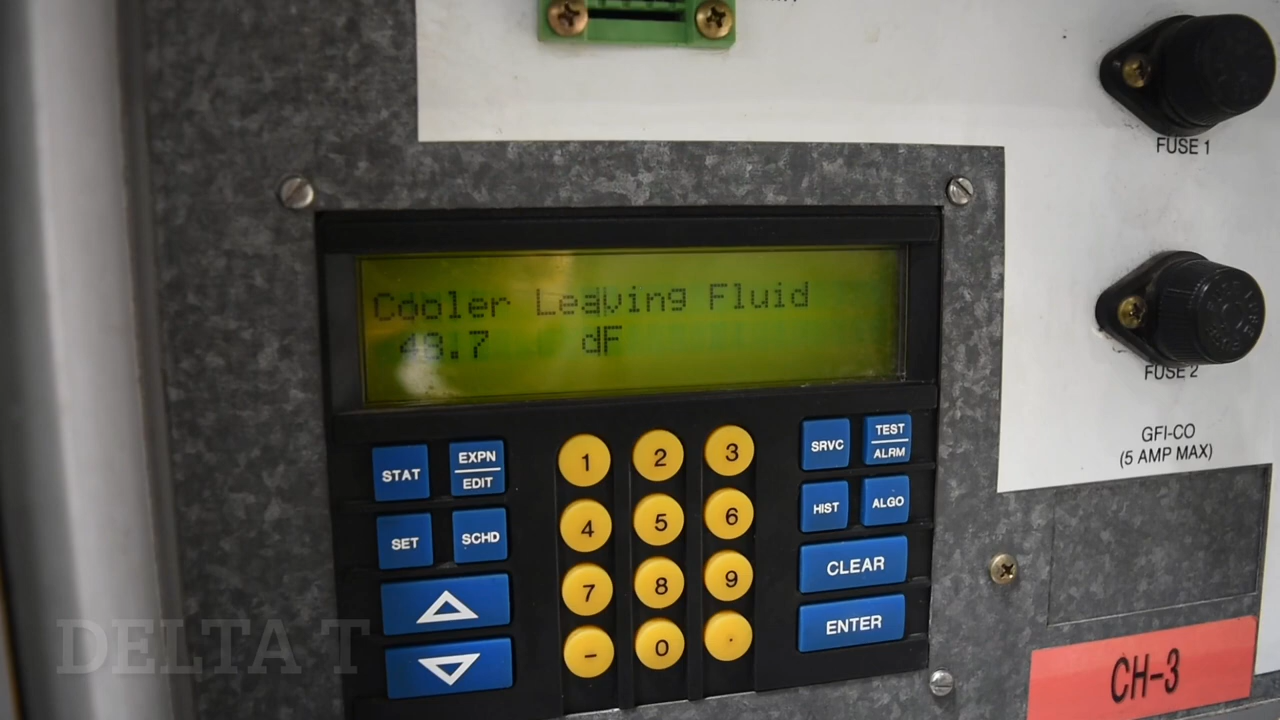 FUSE 1
Cooler Leaving Fluid
48.7 dF
FUSE 2
GFI-CO
(5 AMP MAX)
STAT
EXPN
EDIT
1
2
3
SRVC
TEST
ALRM
SET
SCHD
4
5
6
HIST
ALGO
7
8
9
CLEAR
-
0
.
ENTER
DELTA T
CH-3